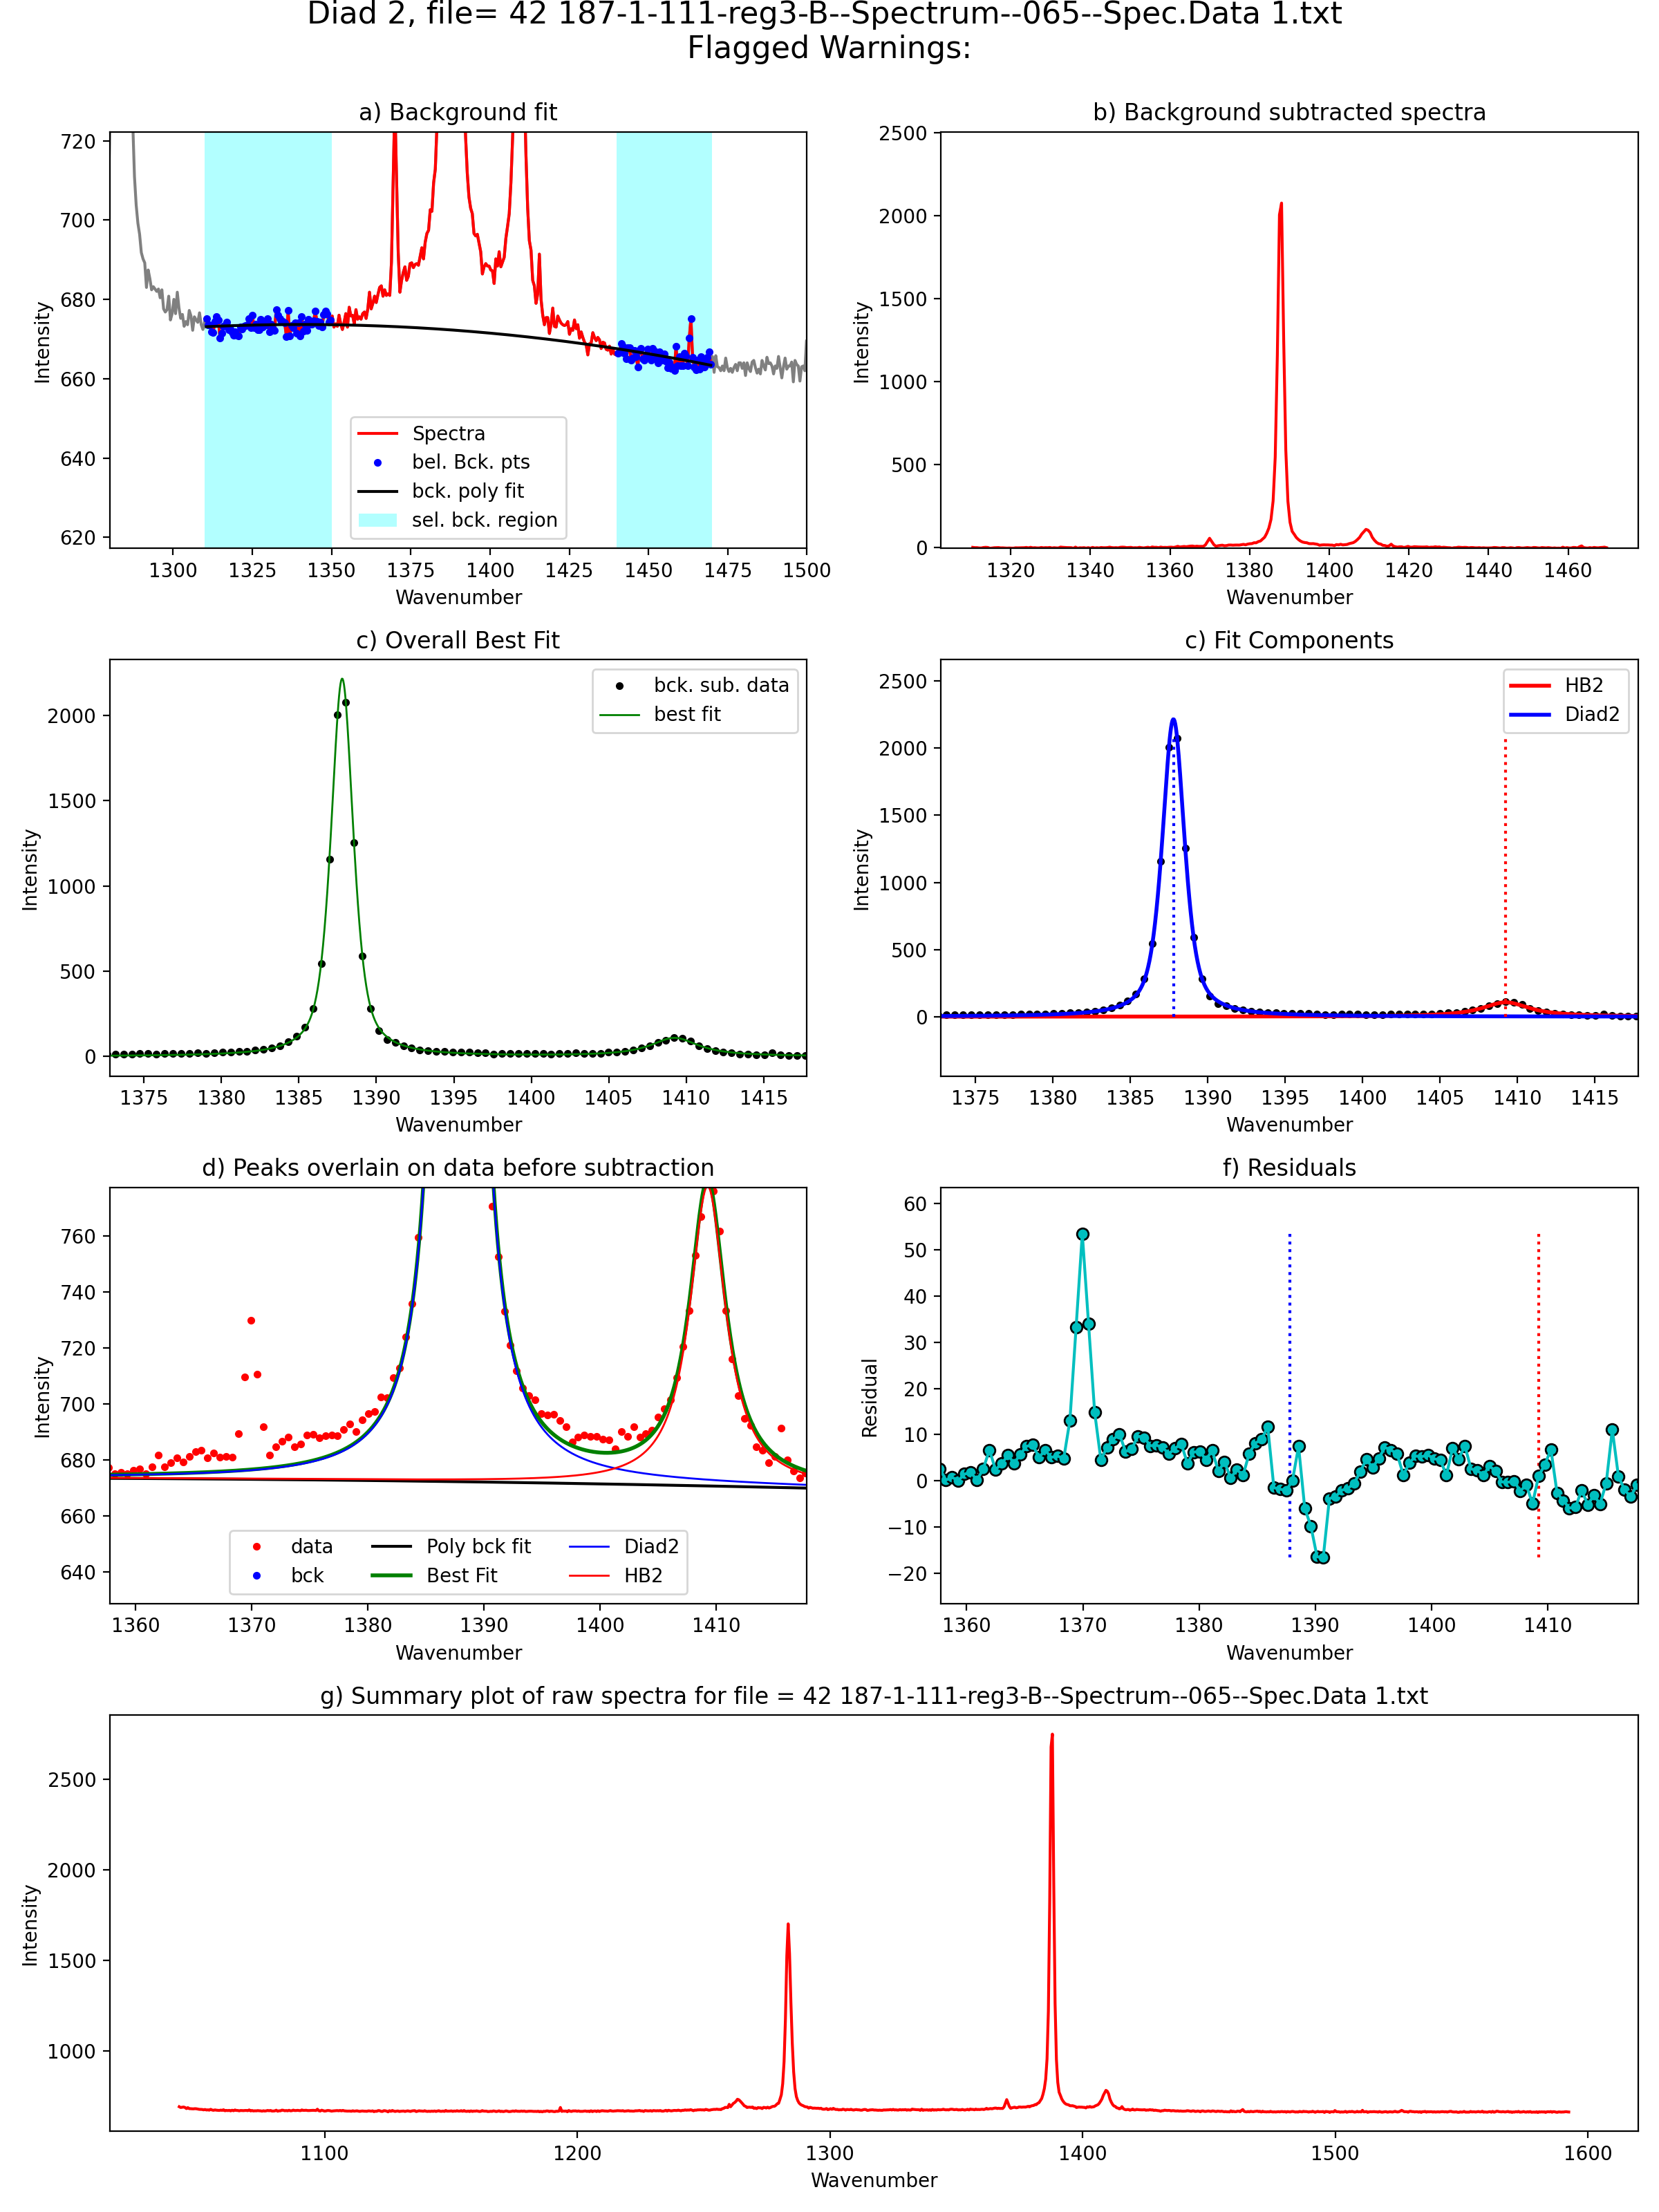 Diad 2, file= 42 187-1-111-reg3-B--Spectrum--065--Spec.Data 1.txt
Flagged Warnings:
a) Background fit
720
700
680
660
640
620
Intensity
Spectra
bel. Bck. pts
bck. poly fit
sel. bck. region
1300 1325 1350 1375 1400 1425 1450 1475 1500
Wavenumber
b) Background subtracted spectra
2500
2000
1500
1000
500
0
Intensity
1320 1340 1360 1380 1400 1420 1440 1460
Wavenumber
c) Overall Best Fit
2000
1500
1000
500
0
Intensity
bck. sub. data
best fit
1375 1380 1385 1390 1395 1400 1405 1410 1415
Wavenumber
c) Fit Components
2500
2000
1500
1000
500
0
Intensity
HB2
Diad2
1375 1380 1385 1390 1395 1400 1405 1410 1415
Wavenumber
d) Peaks overlain on data before subtraction
760
740
720
700
680
660
640
Intensity
data
bck
Poly bck fit
Best Fit
Diad2
HB2
1360 1370 1380 1390 1400 1410
Wavenumber
f) Residuals
60
50
40
30
20
10
0
−10
−20
Residual
1360 1370 1380 1390 1400 1410
Wavenumber
g) Summary plot of raw spectra for file = 42 187-1-111-reg3-B--Spectrum--065--Spec.Data 1.txt
2500
2000
1500
1000
Intensity
1100 1200 1300 1400 1500 1600
Wavenumber